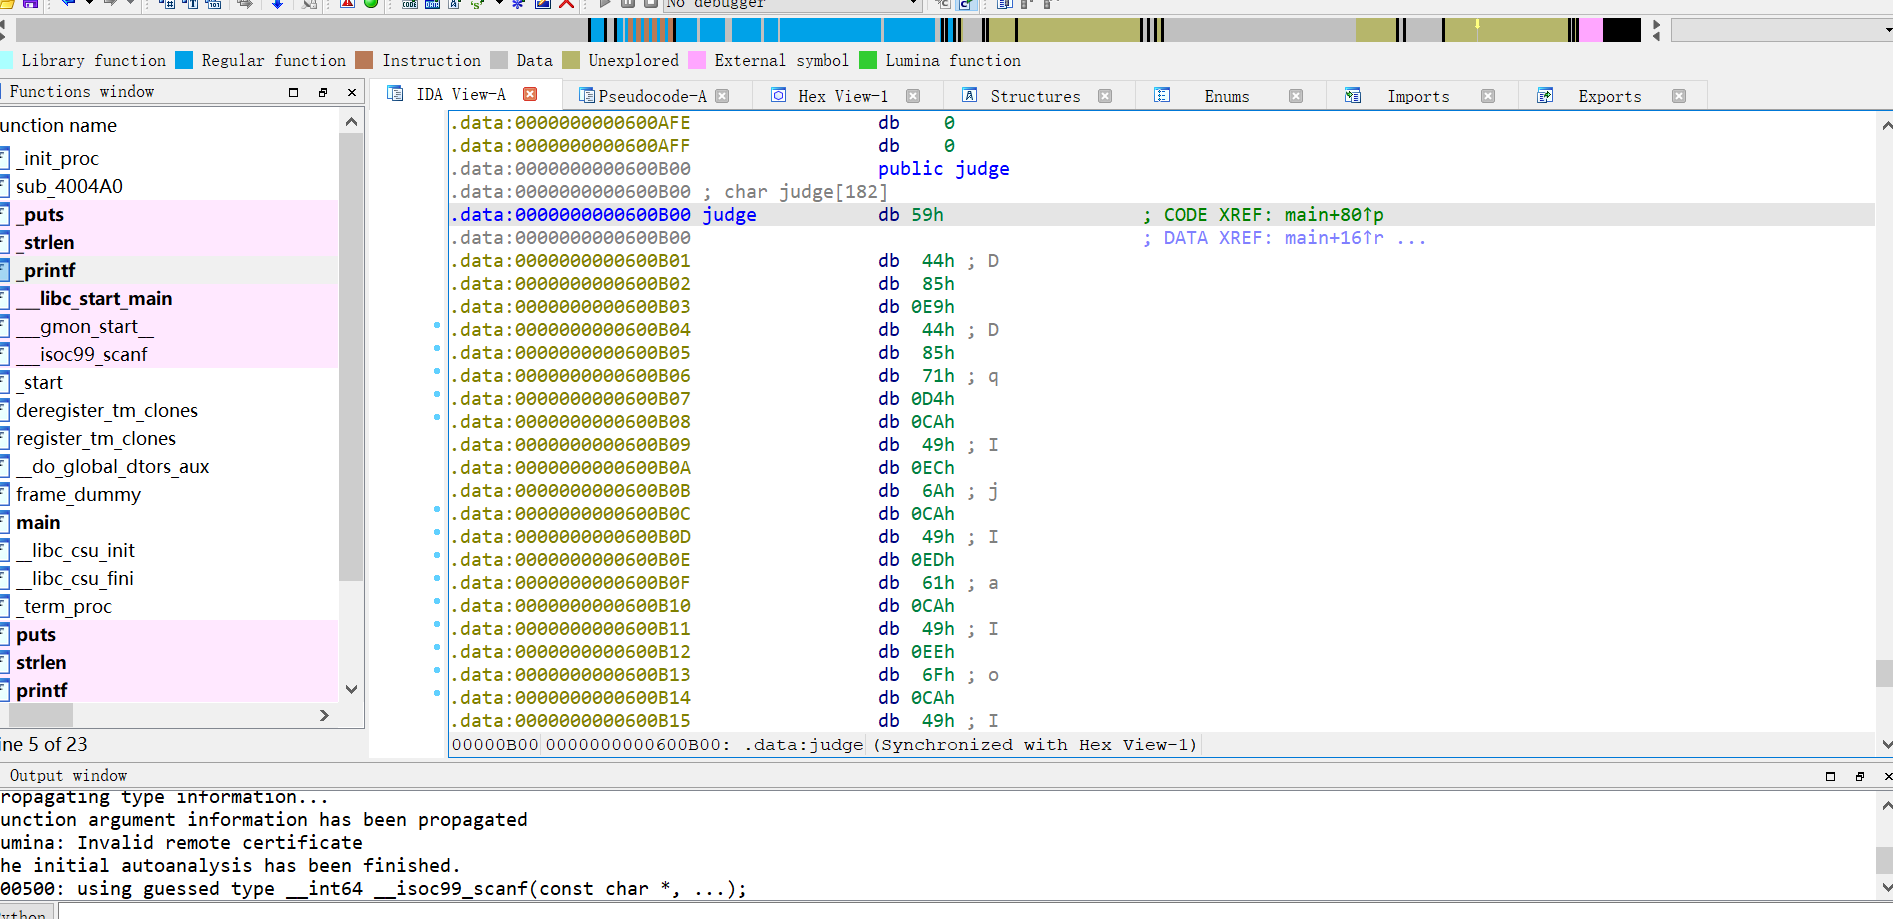 No debugger
Library function Regular function Instruction Data Unexplored External symbol Lumina function
Functions window
IDA View-A Pseudocode-A Hex View-1 Structures Enums Imports Exports
unction name
_init_proc
sub_4004A0
_puts
_strlen
_printf
___libc_start_main
___gmon_start__
___isoc99_scanf
_start
deregister_tm_clones
register_tm_clones
__do_global_dtors_aux
frame_dummy
main
__libc_csu_init
__libc_csu_fini
_term_proc
puts
strlen
printf
ine 5 of 23
.data:0000000000600AFE db 0
.data:0000000000600AFF db 0
.data:0000000000600B00 public judge
.data:0000000000600B00 ; char judge[182]
.data:0000000000600B00 judge db 59h ; CODE XREF: main+80↑p
.data:0000000000600B00 ; DATA XREF: main+16↑r ...
.data:0000000000600B01 db 44h ; D
.data:0000000000600B02 db 85h
.data:0000000000600B03 db 0E9h
.data:0000000000600B04 db 44h ; D
.data:0000000000600B05 db 85h
.data:0000000000600B06 db 71h ; q
.data:0000000000600B07 db 0D4h
.data:0000000000600B08 db 0CAh
.data:0000000000600B09 db 49h ; I
.data:0000000000600B0A db 0ECh
.data:0000000000600B0B db 6Ah ; j
.data:0000000000600B0C db 0CAh
.data:0000000000600B0D db 49h ; I
.data:0000000000600B0E db 0EDh
.data:0000000000600B0F db 61h ; a
.data:0000000000600B10 db 0CAh
.data:0000000000600B11 db 49h ; I
.data:0000000000600B12 db 0EEh
.data:0000000000600B13 db 6Fh ; o
.data:0000000000600B14 db 0CAh
.data:0000000000600B15 db 49h ; I
00000B00 0000000000600B00: .data:judge (Synchronized with Hex View-1)
Output window
ropagating type information...
unction argument information has been propagated
umina: Invalid remote certificate
he initial autoanalysis has been finished.
00500: using guessed type __int64 __isoc99_scanf(const char *, ...);
ython